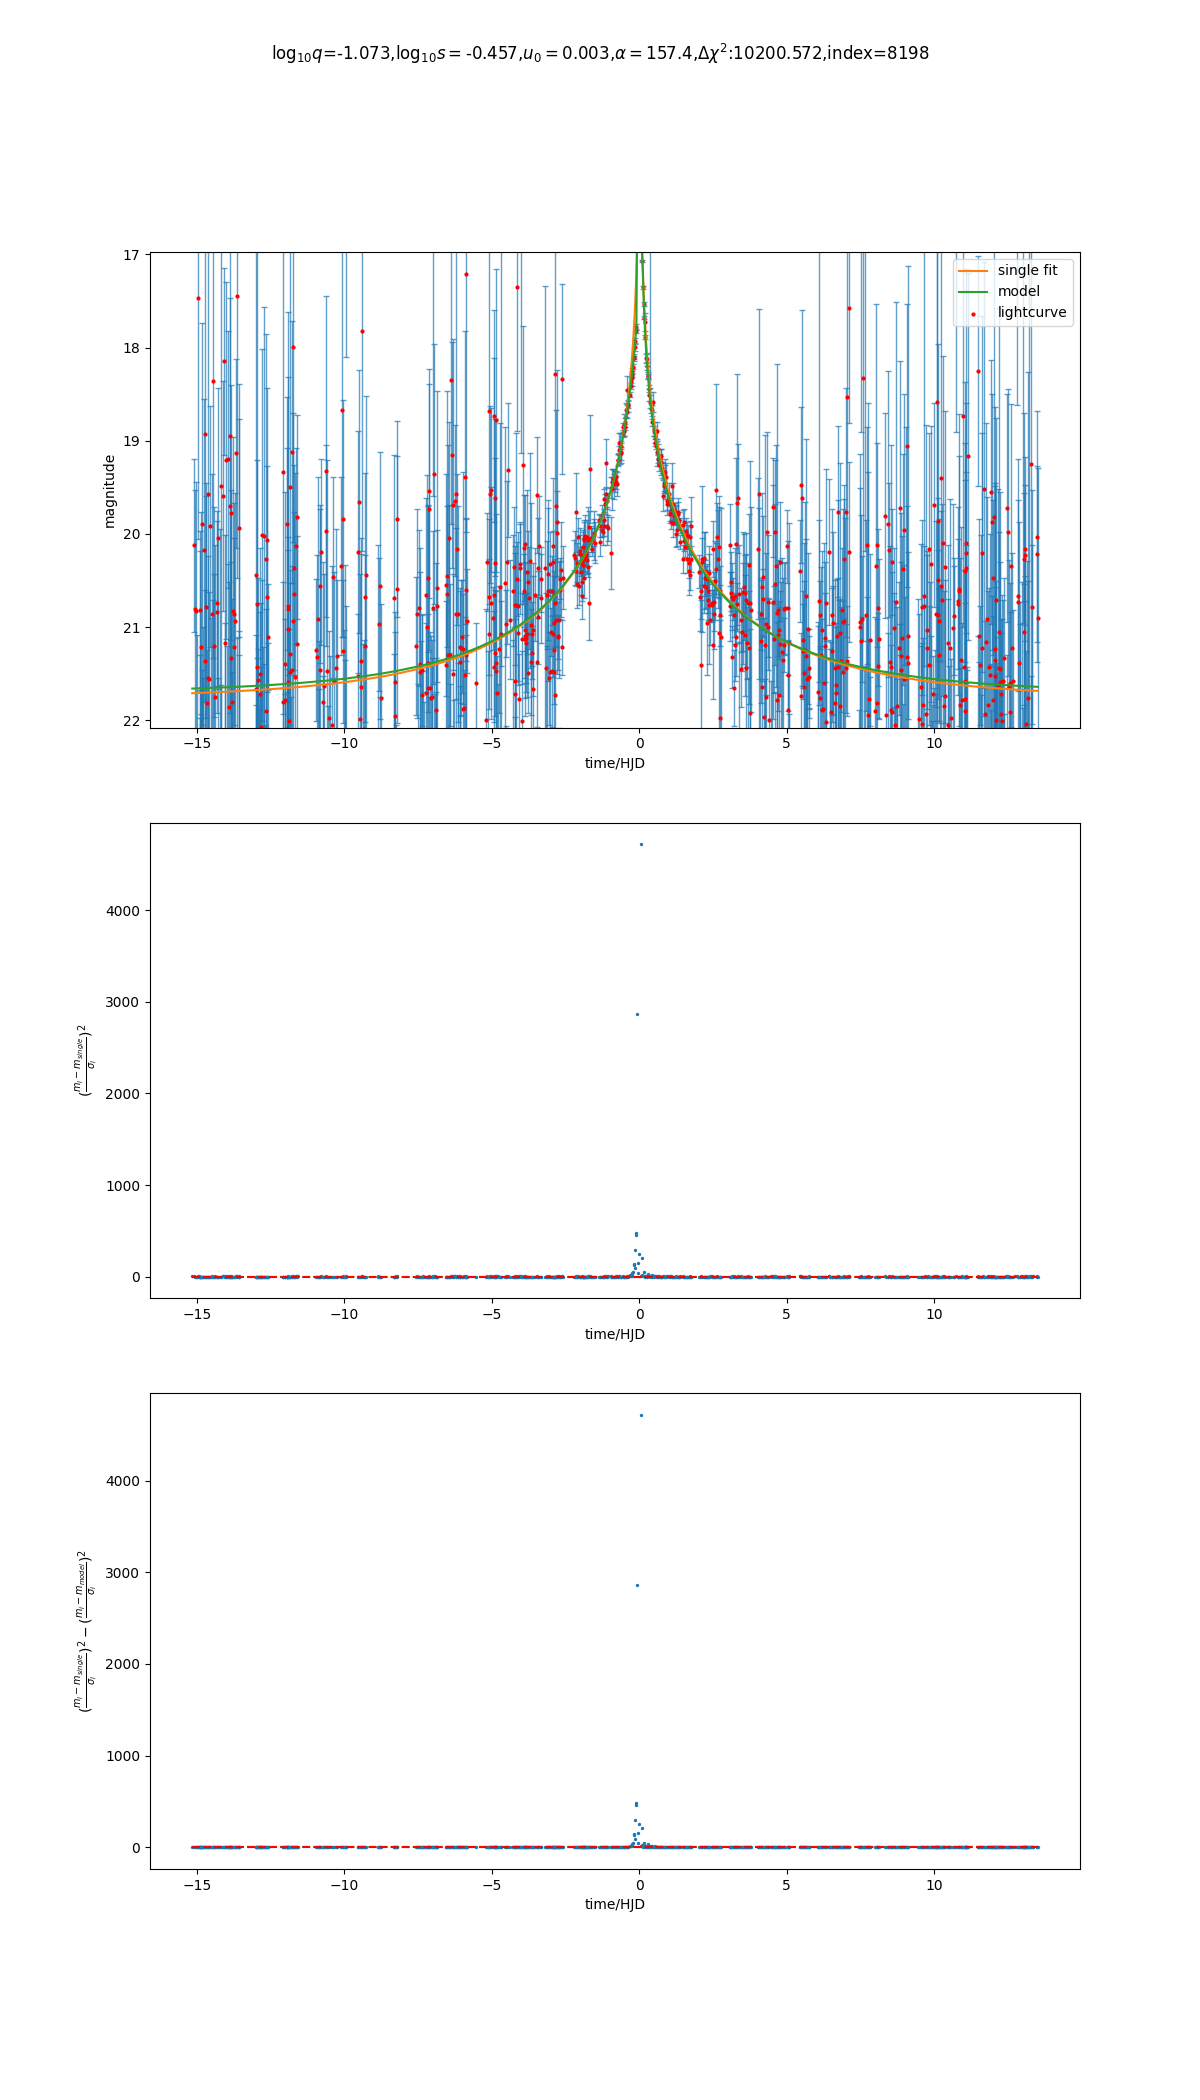 log₁₀q=-1.073,log₁₀s = -0.457,u₀ = 0.003,α = 157.4,Δχ²:10200.572,index=8198
17
18
19
20
21
22
magnitude
single fit
model
lightcurve
−15 −10 −5 0 5 10
time/HJD
4000
3000
2000
1000
0
((mᵢ − m_single)/σᵢ)²
−15 −10 −5 0 5 10
time/HJD
4000
3000
2000
1000
0
((mᵢ − m_single)/σᵢ)² − ((mᵢ − m_model)/σᵢ)²
−15 −10 −5 0 5 10
time/HJD